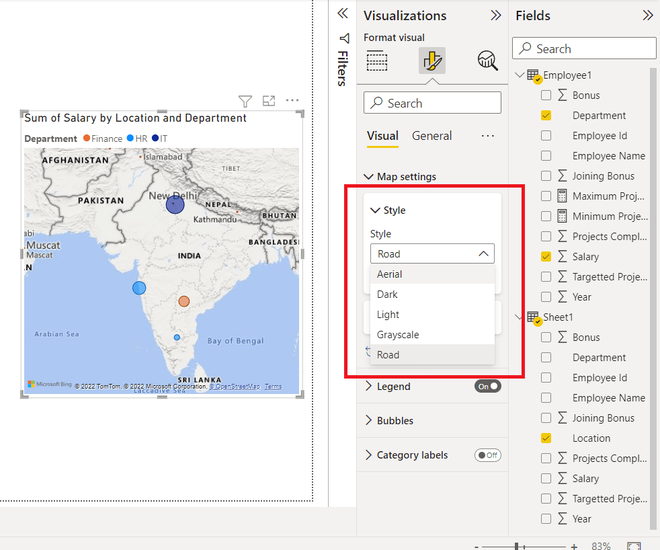 Sum of Salary by Location and Department
Department Finance HR IT
AFGHANISTAN
Islamabad
TIBET
PAKISTAN
New Delhi
NEPAL
Kathmandu
BHUTAN
BANGLADESH
Muscat
Muscat
INDIA
Arabian Sea
Bay of Bengal
SRI LANKA
Laccadive Sea
Microsoft Bing
© 2022 TomTom, © 2022 Microsoft Corporation, © OpenStreetMap Terms
Filters
Visualizations
Format visual
Search
Visual General
Map settings
Style
Style
Road
Aerial
Dark
Light
Grayscale
Road
Legend On
Bubbles
Category labels Off
Fields
Search
Employee1
Bonus
Department
Employee Id
Employee Name
Joining Bonus
Maximum Proj...
Minimum Proje...
Projects Compl...
Salary
Targetted Proje...
Year
Sheet1
Bonus
Department
Employee Id
Employee Name
Joining Bonus
Location
Projects Compl...
Salary
Targetted Proje...
Year
- + 83%